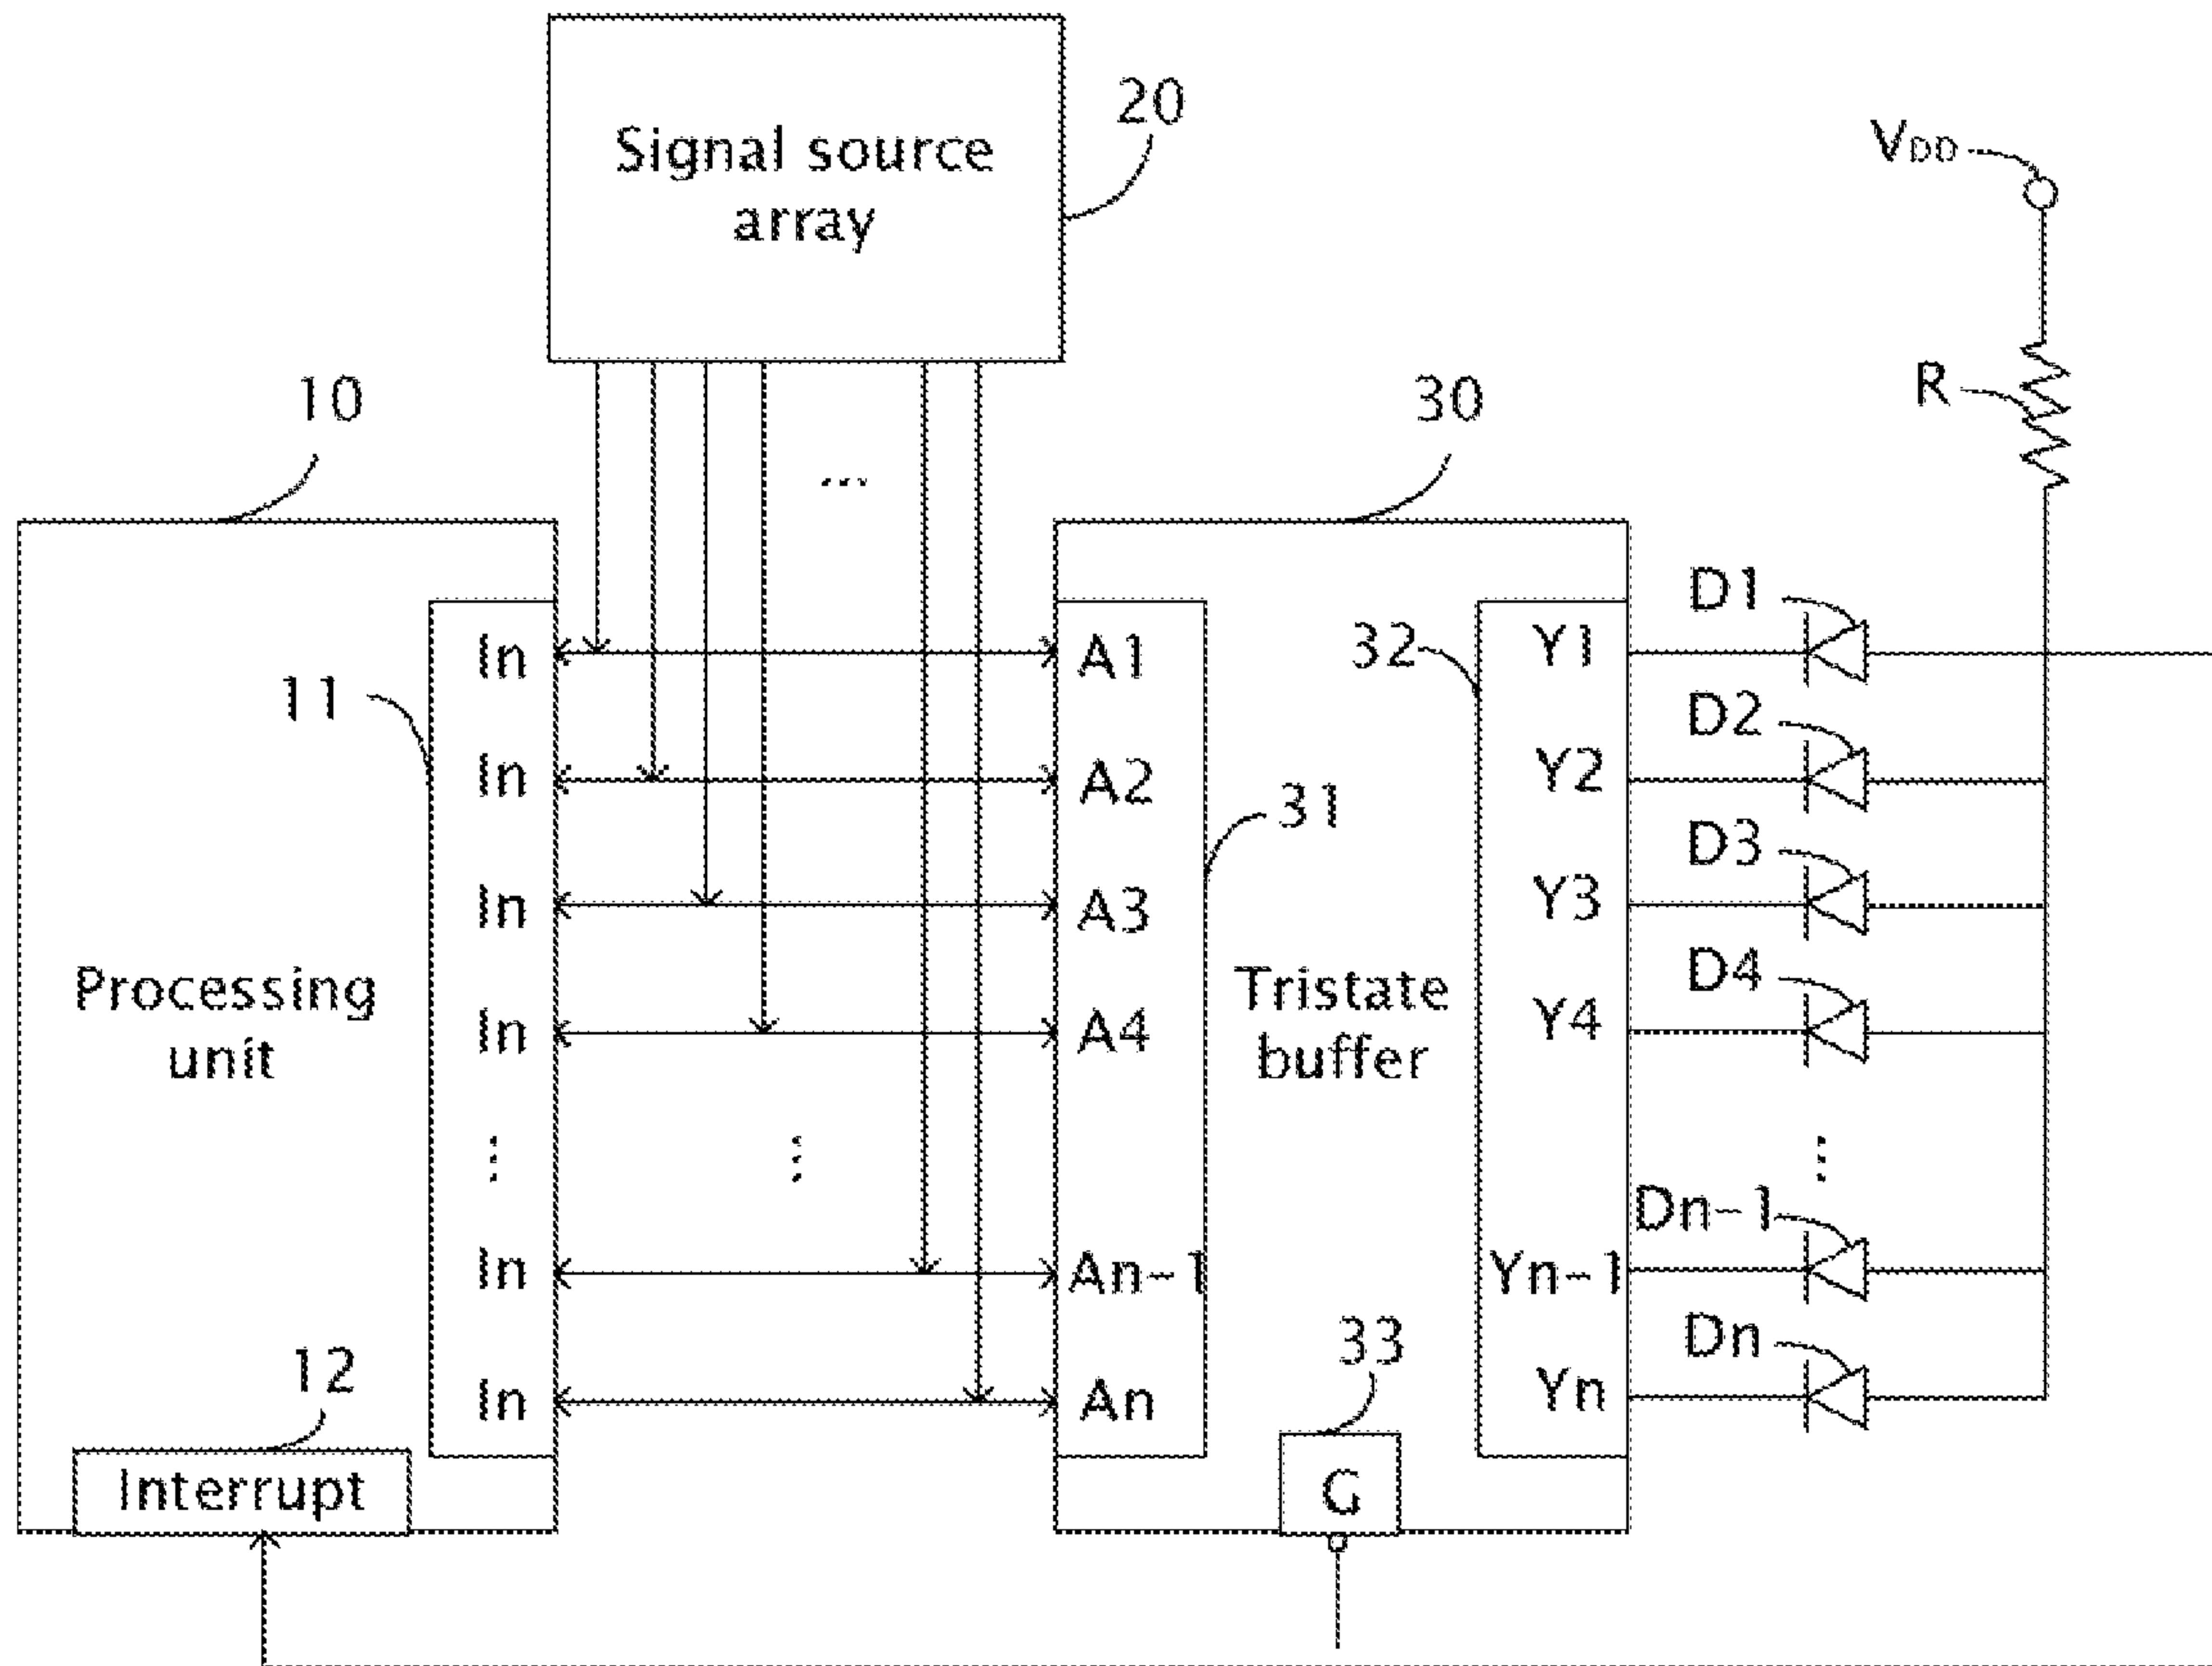 Signal source
array
20
VDD
R
10
30
11
In
In
In
In
⋮
In
In
Processing
unit
12
Interrupt
...
⋮
A1
A2
A3
A4
An-1
An
31
Tristate
buffer
33
G
32
Y1
Y2
Y3
Y4
Yn-1
Yn
D1
D2
D3
D4
⋮
Dn-1
Dn